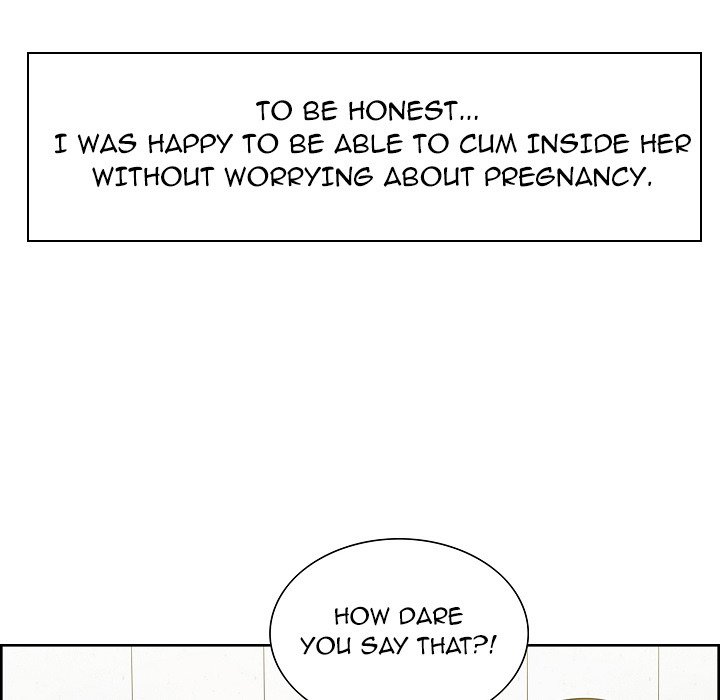 TO BE HONEST...
I WAS HAPPY TO BE ABLE TO CUM INSIDE HER
WITHOUT WORRYING ABOUT PREGNANCY.
HOW DARE
YOU SAY THAT?!